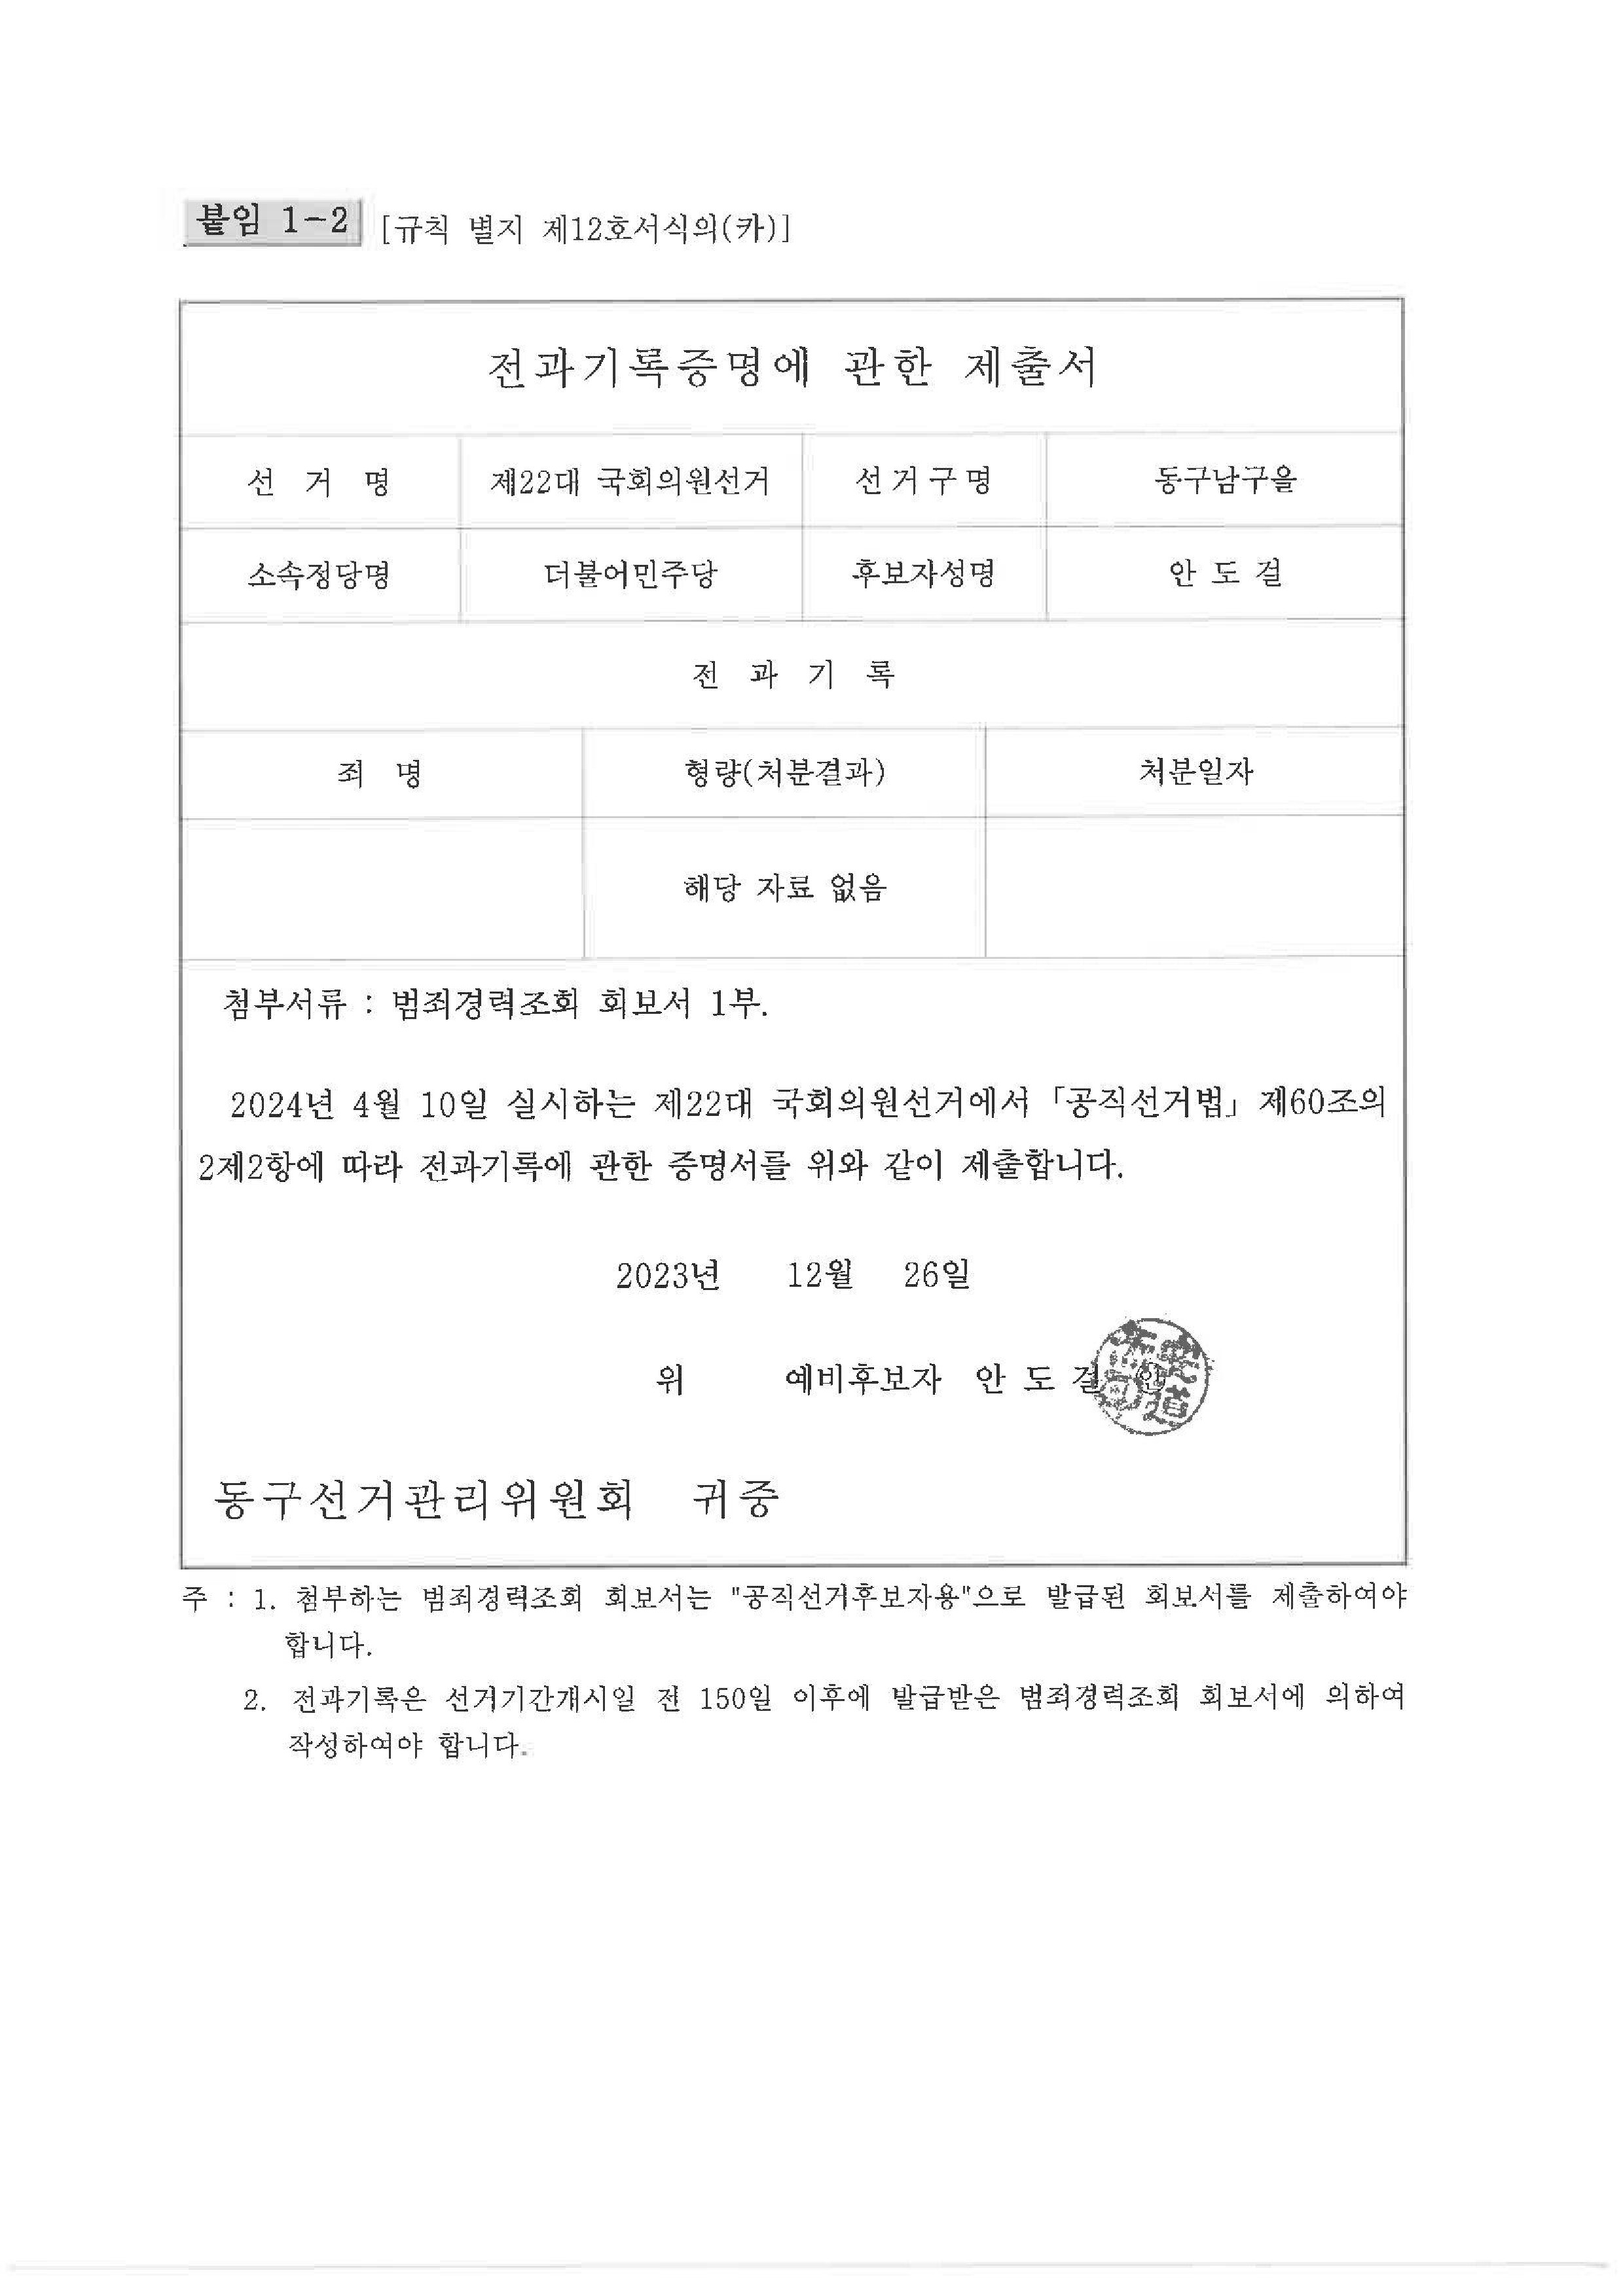 붙임 1-2 [규칙 별지 제12호서식의(카)]
전과기록증명에 관한 제출서
선 거 명 제22대 국회의원선거 선거구명 동구남구을
소속정당명 더불어민주당 후보자성명 안 도 걸
전 과 기 록
죄 명 형량(처분결과) 처분일자
해당 자료 없음
첨부서류 : 범죄경력조회 회보서 1부.
2024년 4월 10일 실시하는 제22대 국회의원선거에서 「공직선거법」 제60조의
2제2항에 따라 전과기록에 관한 증명서를 위와 같이 제출합니다.
2023년 12월 26일
위 예비후보자 안 도 걸 인
동구선거관리위원회 귀중
주 : 1. 첨부하는 범죄경력조회 회보서는 "공직선거후보자용"으로 발급된 회보서를 제출하여야
합니다.
2. 전과기록은 선거기간개시일 전 150일 이후에 발급받은 범죄경력조회 회보서에 의하여
작성하여야 합니다.